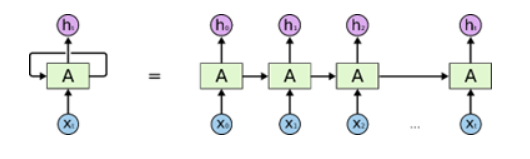 hₜ h₀ h₁ h₂ hₜ
A = A A A A
xₜ x₀ x₁ x₂ ... xₜ